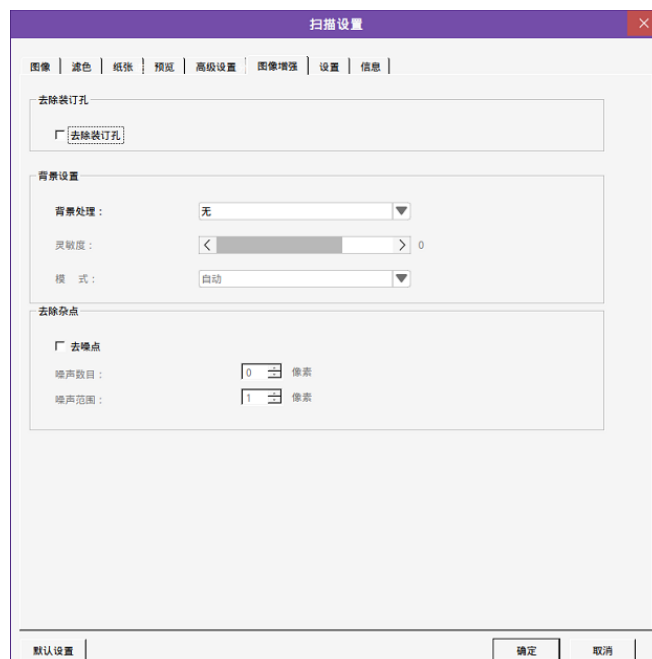 扫描设置
图像 滤色 纸张 预览 高级设置 图像增强 设置 信息
去除装订孔
去除装订孔
背景设置
背景处理： 无
灵敏度： 0
模 式： 自动
去除杂点
去噪点
噪声数目： 0 像素
噪声范围： 1 像素
默认设置 确定 取消